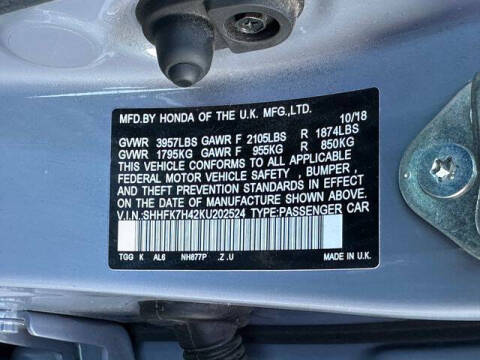 MFD.BY HONDA OF THE U.K. MFG.,LTD. 10/18
GVWR 3957LBS GAWR F 2105LBS R 1874LBS
GVWR 1795KG GAWR F 955KG R 850KG
THIS VEHICLE CONFORMS TO ALL APPLICABLE
FEDERAL MOTOR VEHICLE SAFETY, BUMPER,
AND THEFT PREVENTION STANDARDS IN EFFECT
ON THE DATE OF MANUFACTURE SHOWN ABOVE.
V.I.N.:SHHFK7H42KU202524 TYPE:PASSENGER CAR
TGG K AL6 NH877P .Z.U MADE IN U.K.